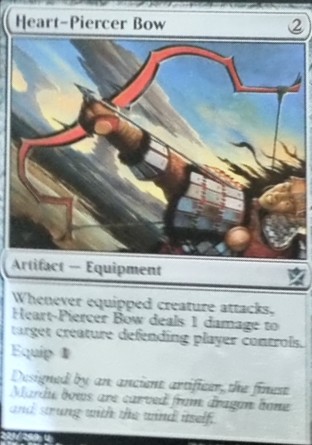 Heart-Piercer Bow 2
Artifact — Equipment
Whenever equipped creature attacks,
Heart-Piercer Bow deals 1 damage to
target creature defending player controls.
Equip 1
Designed by an ancient artificer, the finest
Mardu bows are carved from dragon bone
and strung with the wind itself.